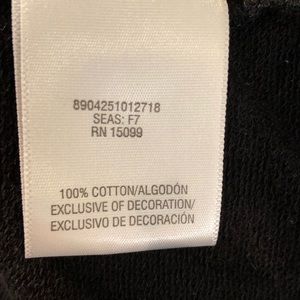 8904251012718
SEAS: F7
RN 15099
100% COTTON/ALGODÓN
EXCLUSIVE OF DECORATION/
EXCLUSIVO DE DECORACIÓN